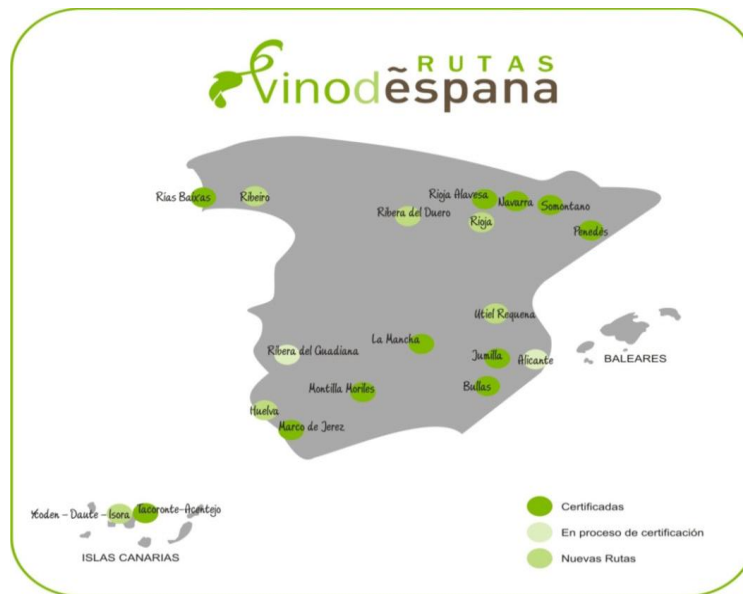 RUTAS
vinodespãna
Rías Baixas
Ribeiro
Ribera del Duero
Rioja Alavesa
Rioja
Navarra
Somontano
Penedès
Utiel Requena
La Mancha
Ribera del Guadiana
Jumilla
Alicante
BALEARES
Montilla Moriles
Bullas
Huelva
Marco de Jerez
Ycoden - Daute - Isora
Tacoronte-Acentejo
ISLAS CANARIAS
Certificadas
En proceso de certificación
Nuevas Rutas